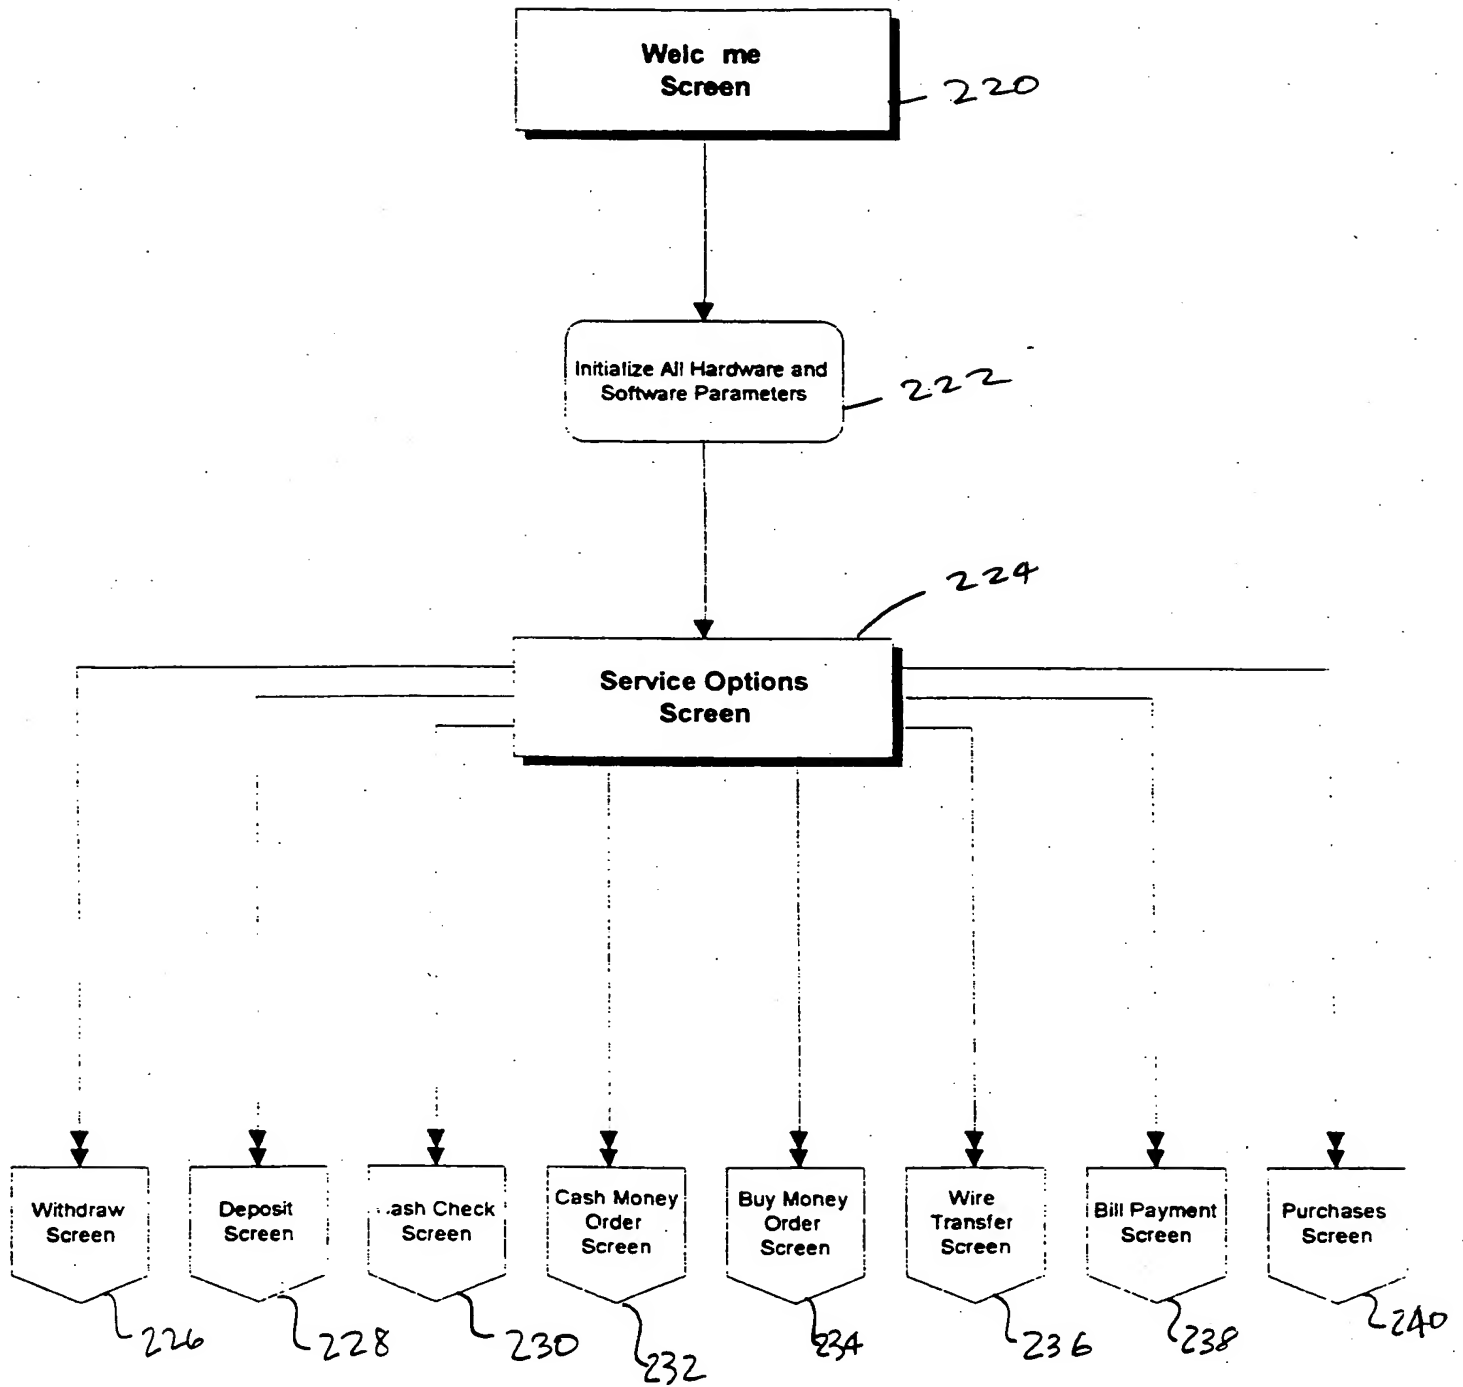 Welc me
Screen
220
Initialize All Hardware and
Software Parameters
222
224
Service Options
Screen
Withdraw
Screen
Deposit
Screen
ash Check
Screen
Cash Money
Order
Screen
Buy Money
Order
Screen
Wire
Transfer
Screen
Bill Payment
Screen
Purchases
Screen
226
228
230
232
234
236
238
240